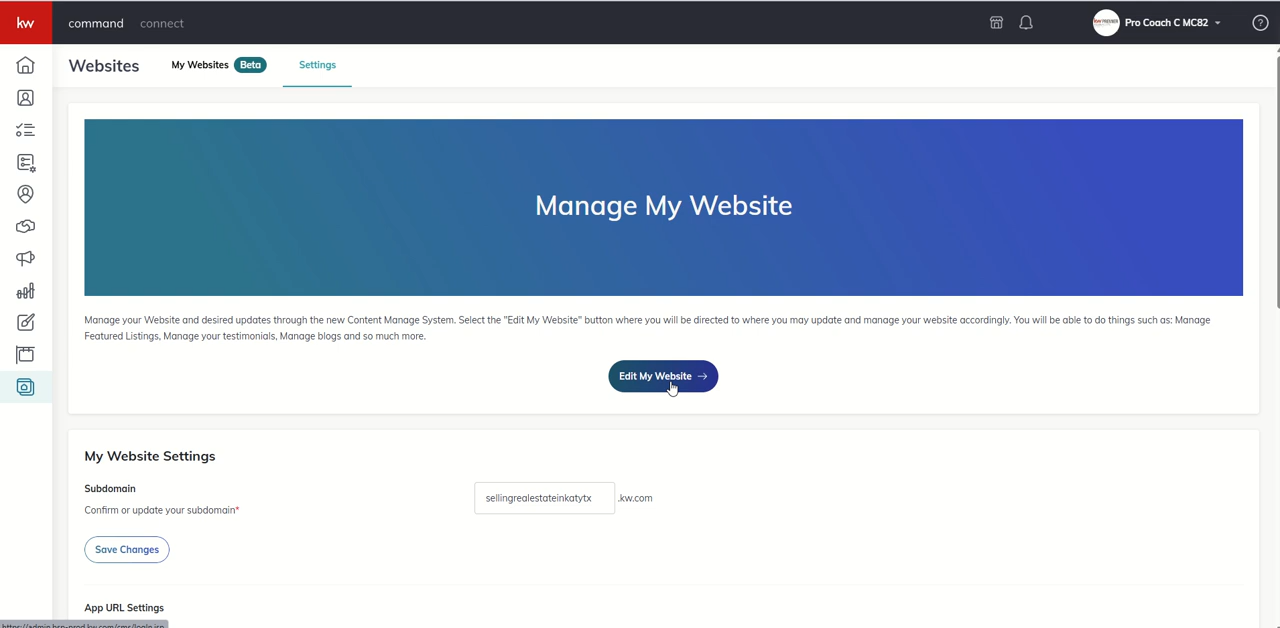 kw command connect Pro Coach C MC82 ?
Websites My Websites Beta Settings
Manage My Website
Manage your Website and desired updates through the new Content Manage System. Select the "Edit My Website" button where you will be directed to where you may update and manage your website accordingly. You will be able to do things such as: Manage
Featured Listings, Manage your testimonials, Manage blogs and so much more.
Edit My Website →
My Website Settings
Subdomain
Confirm or update your subdomain*
sellingrealestateinkatytx .kw.com
Save Changes
App URL Settings